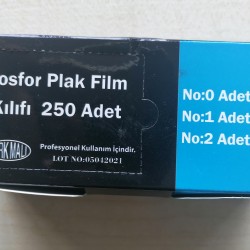 osfor Plak Film
Kılıfı 250 Adet
Profesyonel Kullanım İçindir.
LOT NO:05042021
No:0 Adet
No:1 Adet
No:2 Adet